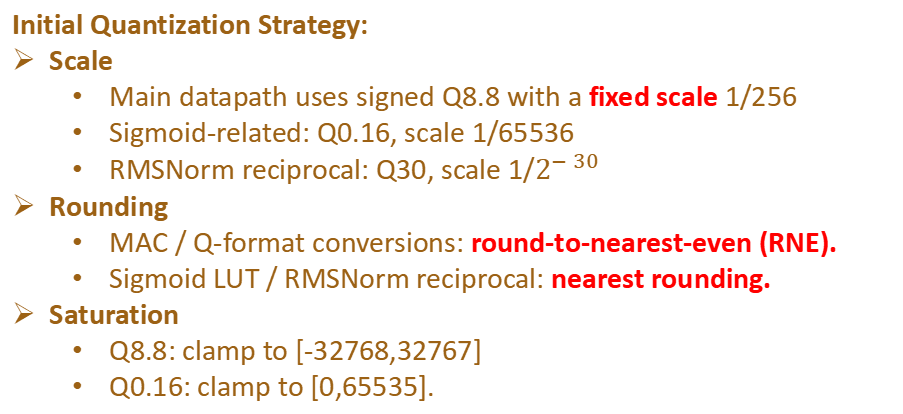 Initial Quantization Strategy:
➢ Scale
• Main datapath uses signed Q8.8 with a fixed scale 1/256
• Sigmoid-related: Q0.16, scale 1/65536
• RMSNorm reciprocal: Q30, scale 1/2⁻ ³⁰
➢ Rounding
• MAC / Q-format conversions: round-to-nearest-even (RNE).
• Sigmoid LUT / RMSNorm reciprocal: nearest rounding.
➢ Saturation
• Q8.8: clamp to [-32768,32767]
• Q0.16: clamp to [0,65535].